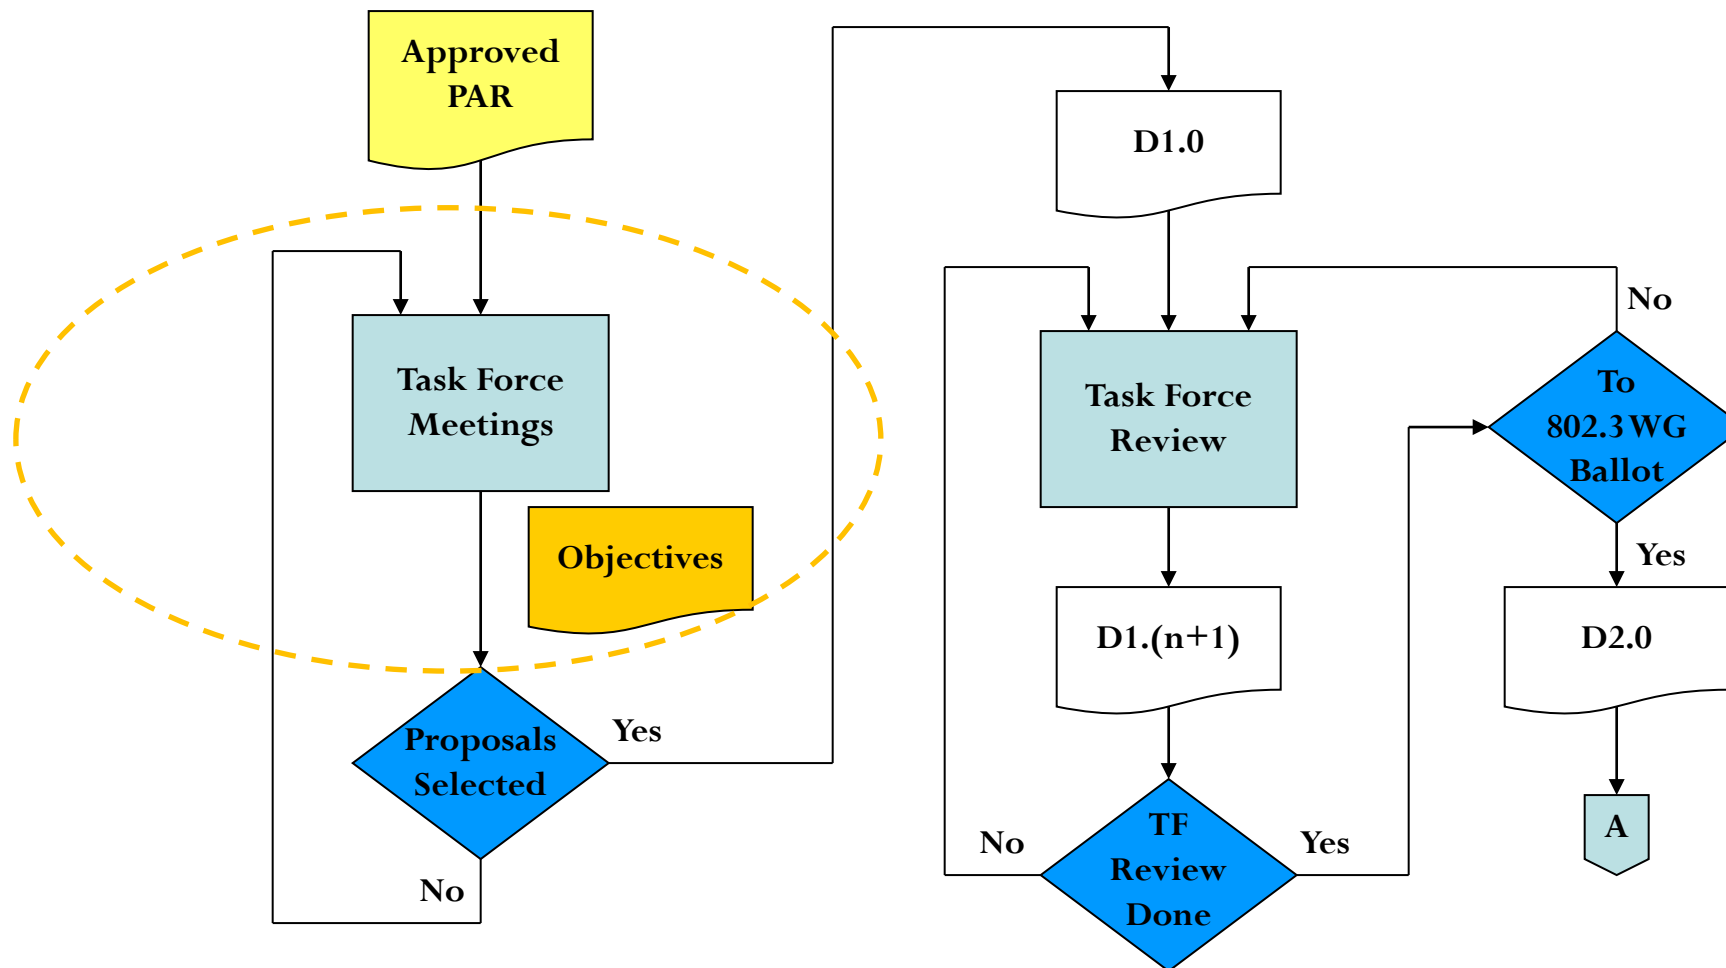 Approved
PAR
Task Force
Meetings
Objectives
Proposals
Selected
Yes
No
D1.0
Task Force
Review
D1.(n+1)
TF
Review
Done
No
Yes
To
802.3 WG
Ballot
No
Yes
D2.0
A